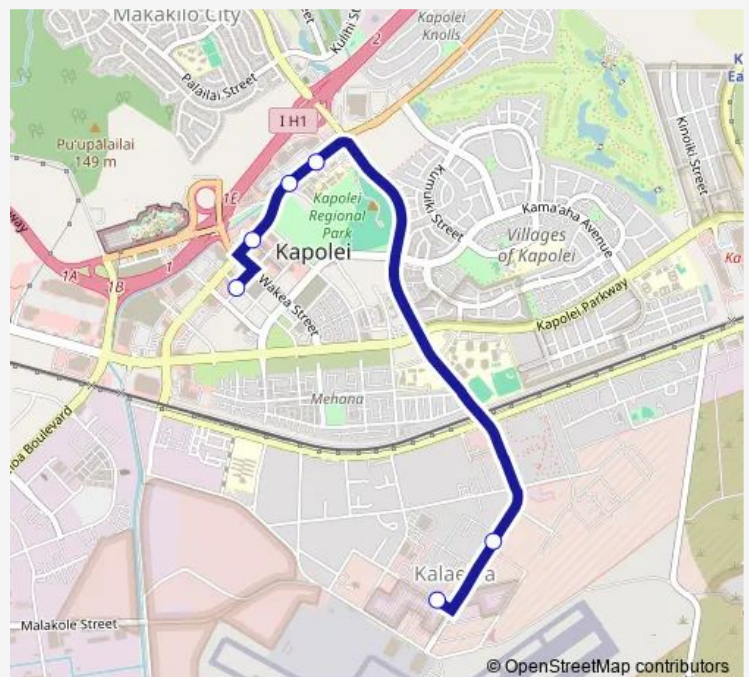 Makakilo City
Kapolei
Knolls
Kulihi St
2
Palailai Street
I H1
Pu'upalailai
149 m
1E
Kapolei
Regional
Park
Kumuiki Street
Kama'aha Avenue
Kinoiki Street
Villages
of Kapolei
Kapolei
1A
1B
1
Wakea Street
Kapolei Parkway
Mehana
Boulevard
Malakole Street
© OpenStreetMap contributors